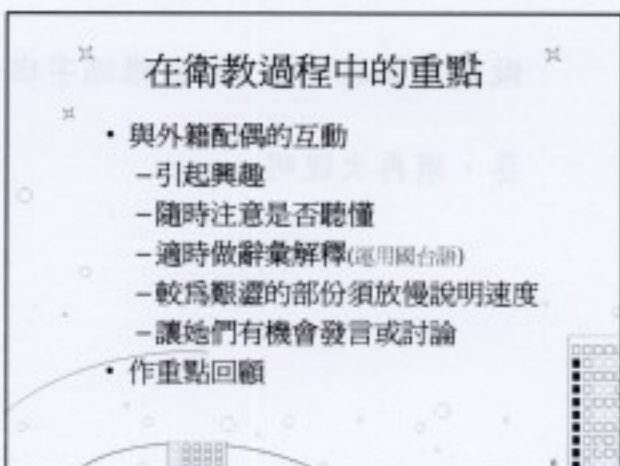 在衛教過程中的重點
• 與外籍配偶的互動
–引起興趣
–隨時注意是否聽懂
–適時做辭彙解釋(運用國台語)
–較為艱澀的部份須放慢說明速度
–讓她們有機會發言或討論
• 作重點回顧